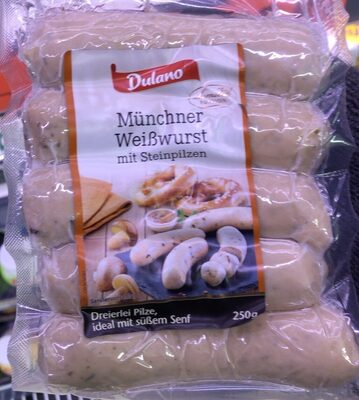 Dulano
Münchner
Weißwurst
mit Steinpilzen
Dreierlei Pilze,
ideal mit süßem Senf
250g